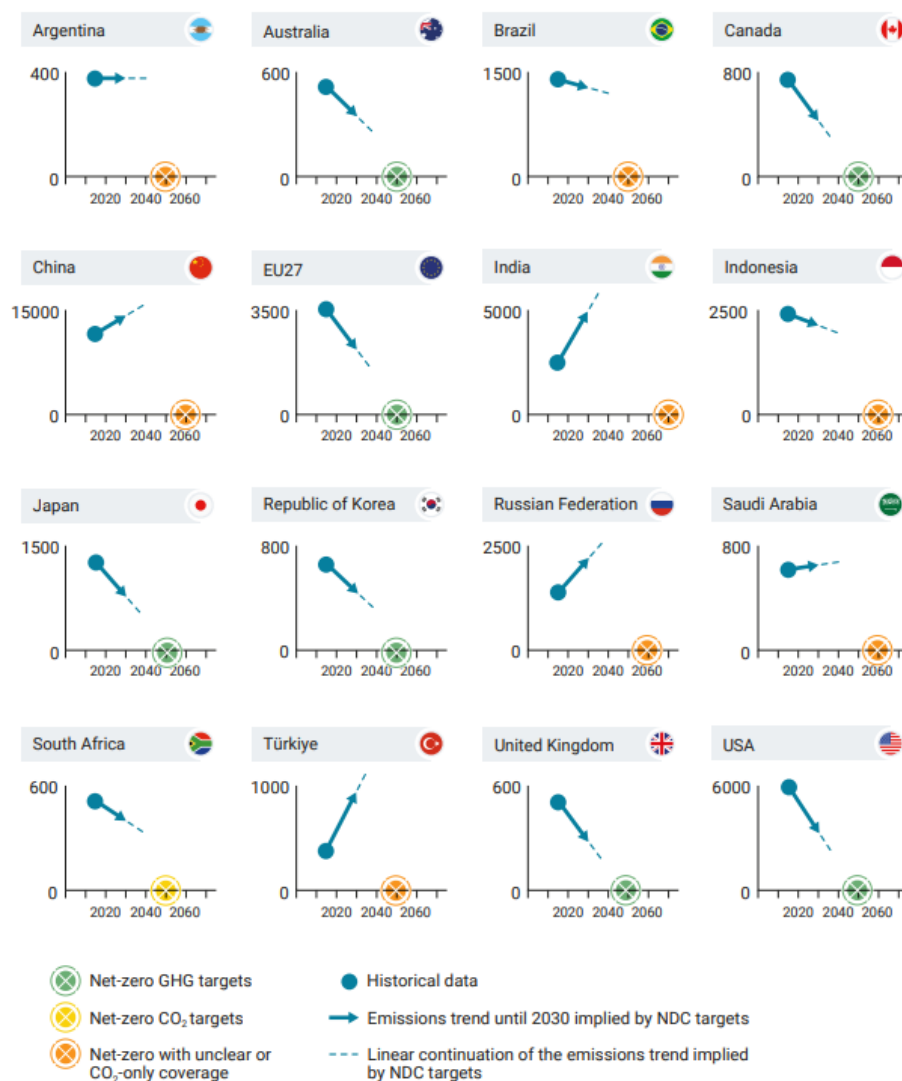 Argentina
Australia
Brazil
Canada
400
0
2020 2040 2060
600
0
2020 2040 2060
1500
0
2020 2040 2060
800
0
2020 2040 2060
China
EU27
India
Indonesia
15000
0
2020 2040 2060
3500
0
2020 2040 2060
5000
0
2020 2040 2060
2500
0
2020 2040 2060
Japan
Republic of Korea
Russian Federation
Saudi Arabia
1500
0
2020 2040 2060
800
0
2020 2040 2060
2500
0
2020 2040 2060
800
0
2020 2040 2060
South Africa
Türkiye
United Kingdom
USA
600
0
2020 2040 2060
1000
0
2020 2040 2060
600
0
2020 2040 2060
6000
0
2020 2040 2060
Net-zero GHG targets
Historical data
Net-zero CO₂ targets
Emissions trend until 2030 implied by NDC targets
Net-zero with unclear or
CO₂-only coverage
Linear continuation of the emissions trend implied
by NDC targets